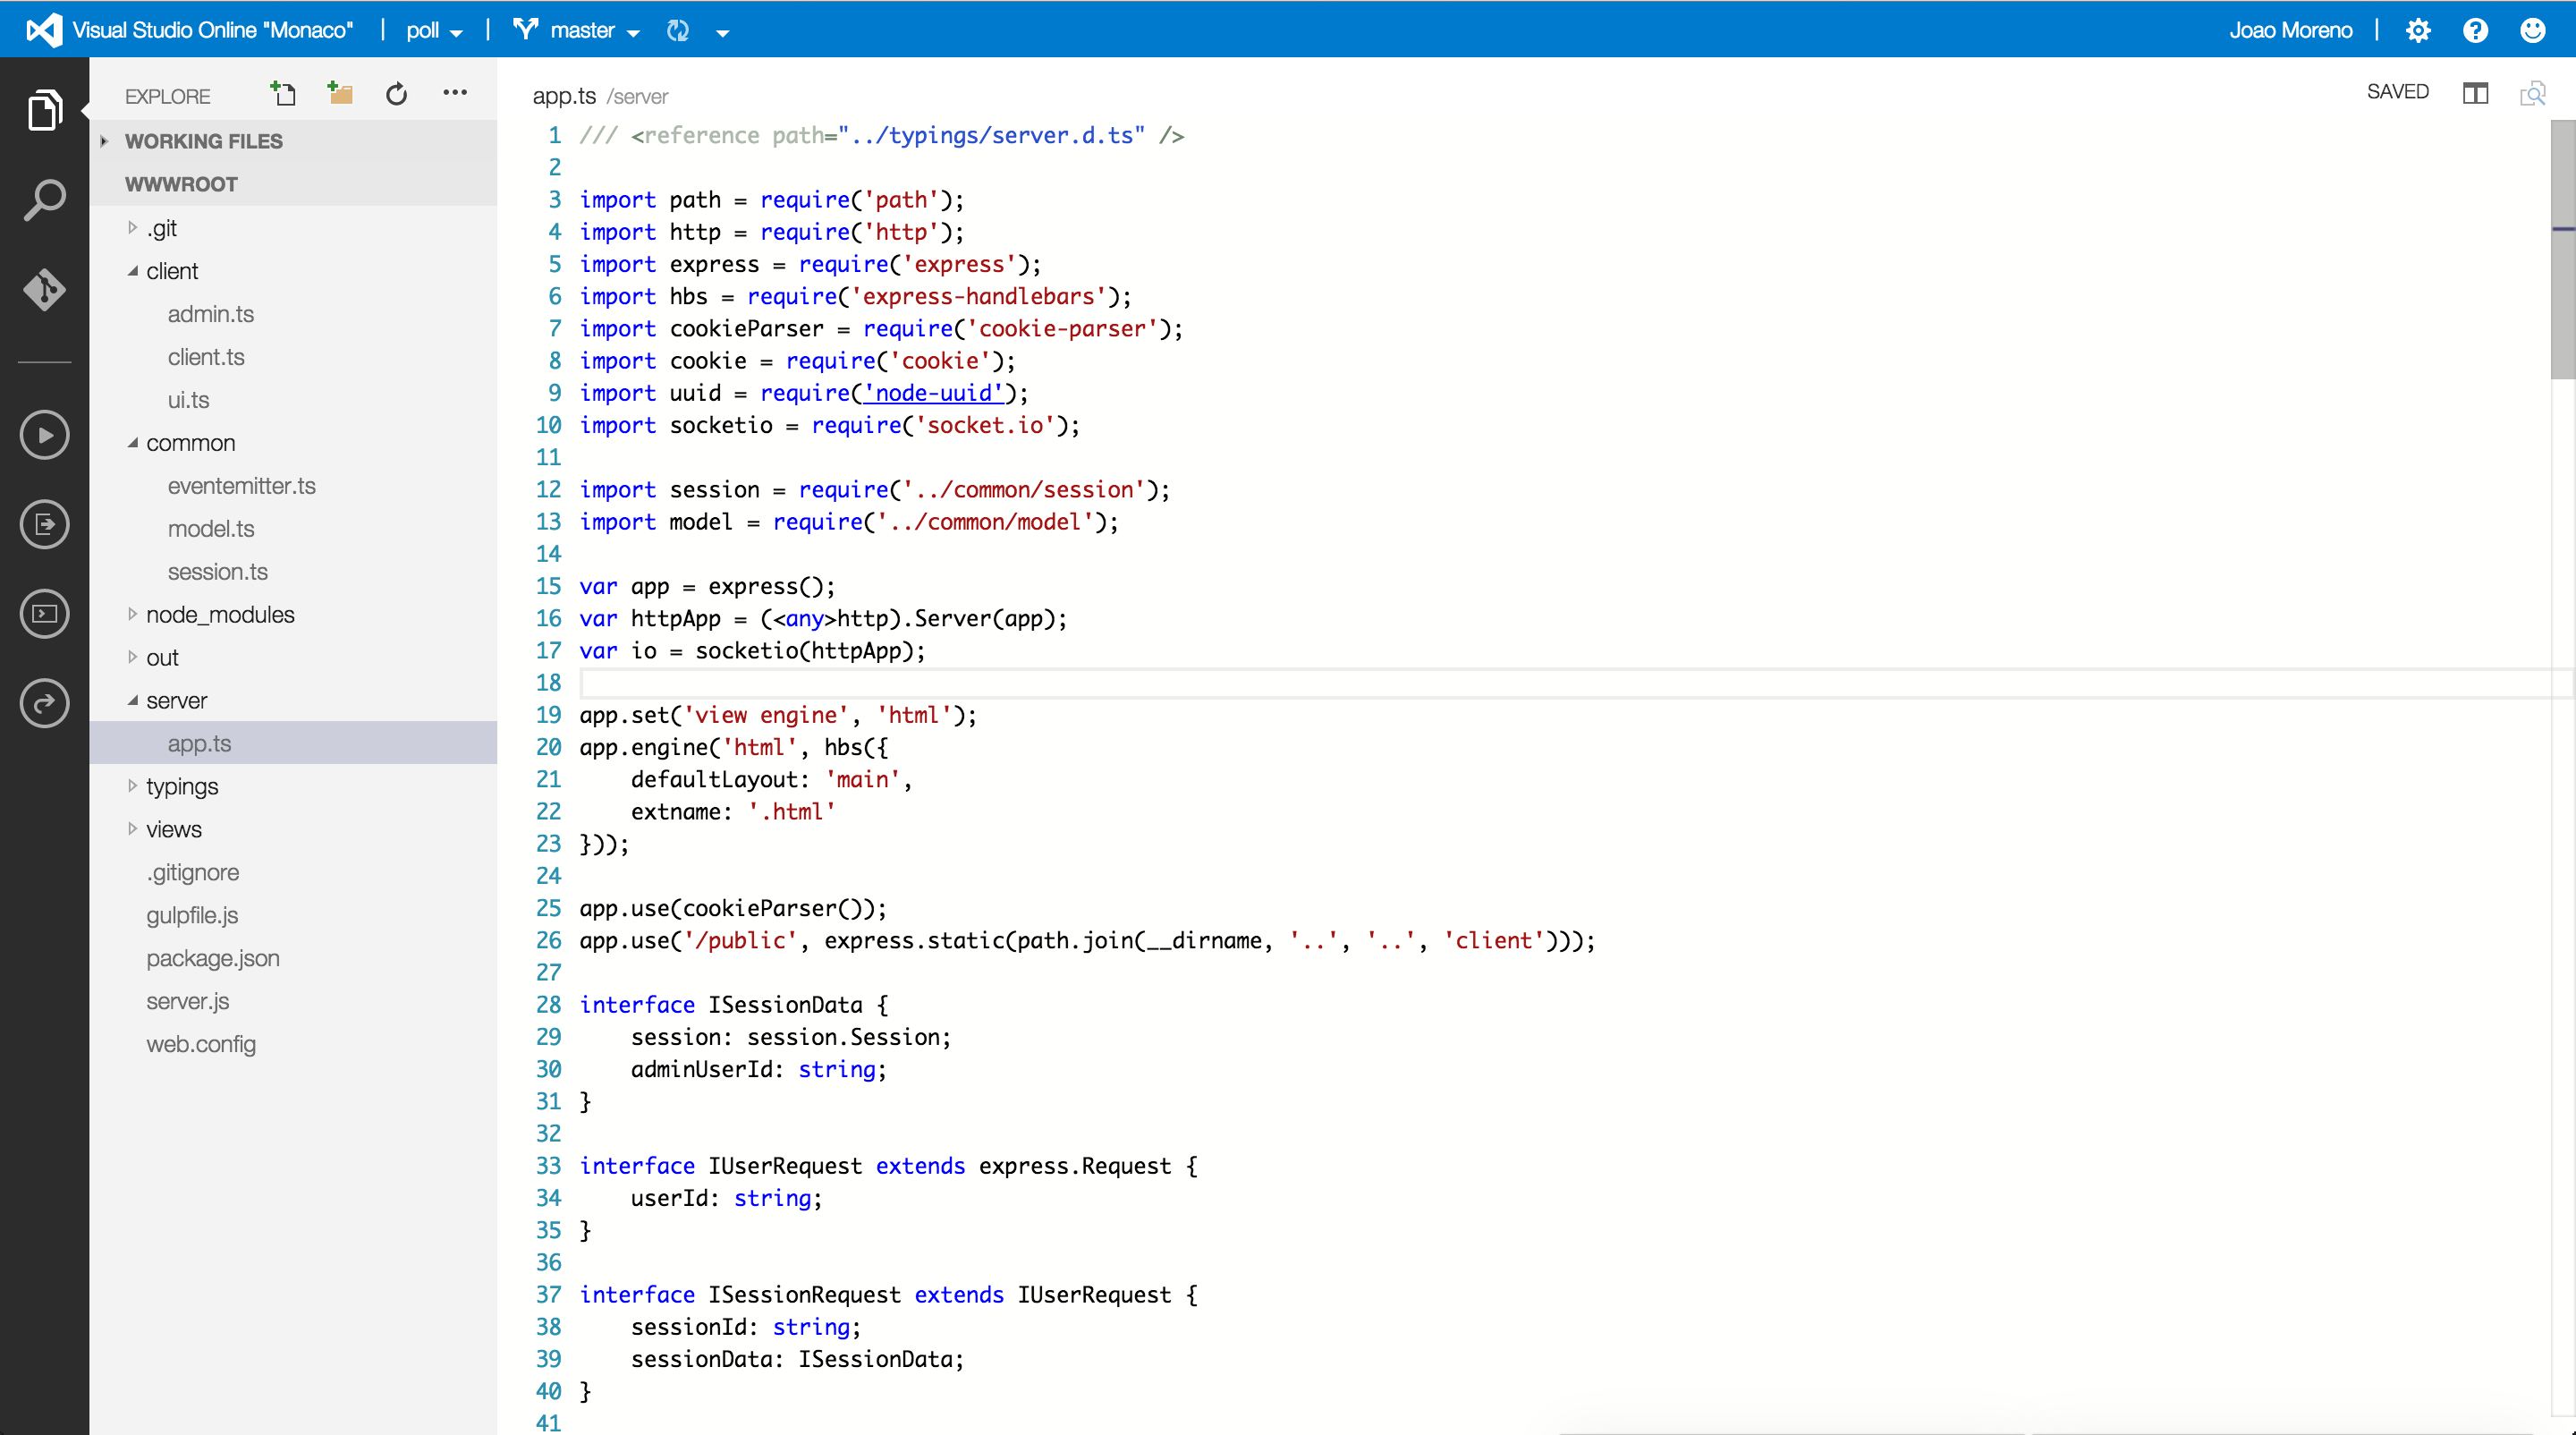 Visual Studio Online "Monaco" | poll | master
Joao Moreno |
EXPLORE
WORKING FILES
WWWROOT
.git
client
admin.ts
client.ts
ui.ts
common
eventemitter.ts
model.ts
session.ts
node_modules
out
server
app.ts
typings
views
.gitignore
gulpfile.js
package.json
server.js
web.config
app.ts /server
SAVED
1 /// <reference path="../typings/server.d.ts" />
2
3 import path = require('path');
4 import http = require('http');
5 import express = require('express');
6 import hbs = require('express-handlebars');
7 import cookieParser = require('cookie-parser');
8 import cookie = require('cookie');
9 import uuid = require('node-uuid');
10 import socketio = require('socket.io');
11
12 import session = require('../common/session');
13 import model = require('../common/model');
14
15 var app = express();
16 var httpApp = (<any>http).Server(app);
17 var io = socketio(httpApp);
18
19 app.set('view engine', 'html');
20 app.engine('html', hbs({
21     defaultLayout: 'main',
22     extname: '.html'
23 }));
24
25 app.use(cookieParser());
26 app.use('/public', express.static(path.join(__dirname, '..', '..', 'client')));
27
28 interface ISessionData {
29     session: session.Session;
30     adminUserId: string;
31 }
32
33 interface IUserRequest extends express.Request {
34     userId: string;
35 }
36
37 interface ISessionRequest extends IUserRequest {
38     sessionId: string;
39     sessionData: ISessionData;
40 }
41